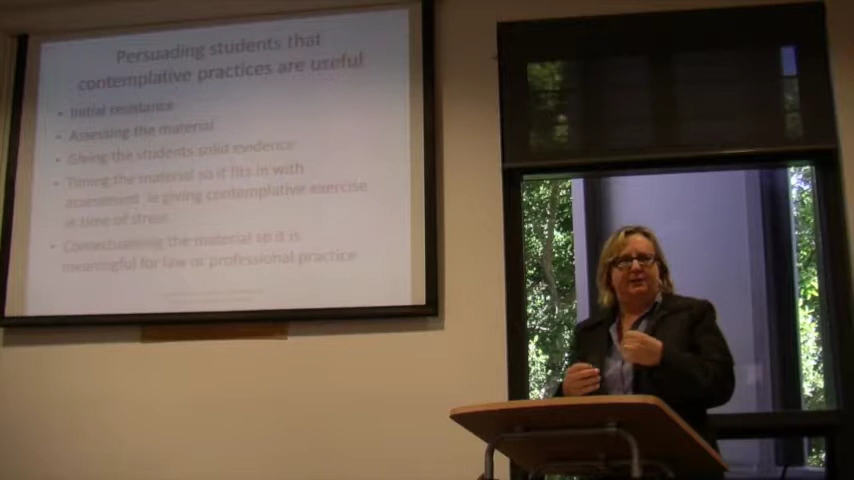 Persuading students that
contemplative practices are useful
• Initial resistance
• Assessing the material
• Giving the students solid evidence
• Timing the material so it fits in with
assessment ie giving contemplative exercise
at time of stress
• Contextualising the material so it is
meaningful for law or professional practice